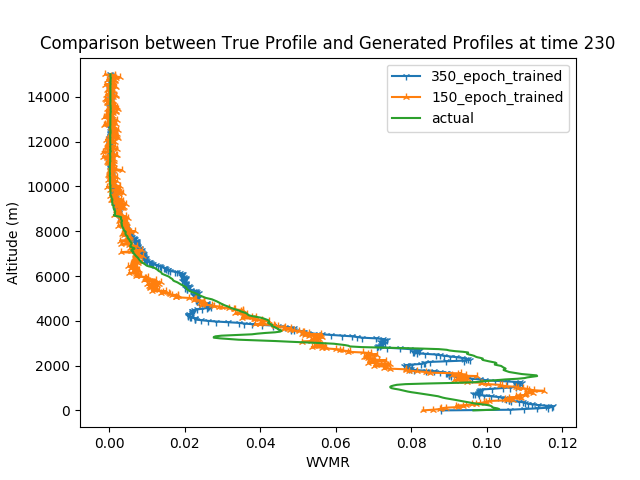 Comparison between True Profile and Generated Profiles at time 230
350_epoch_trained
150_epoch_trained
actual
Altitude (m)
14000
12000
10000
8000
6000
4000
2000
0
0.00 0.02 0.04 0.06 0.08 0.10 0.12
WVMR